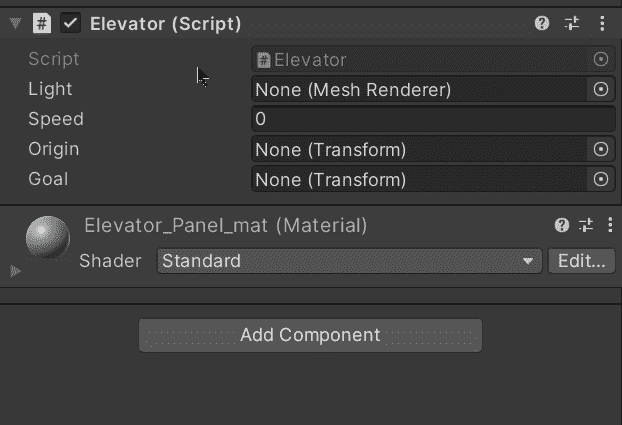 Elevator (Script)
Script Elevator
Light None (Mesh Renderer)
Speed 0
Origin None (Transform)
Goal None (Transform)
Elevator_Panel_mat (Material)
Shader Standard Edit...
Add Component